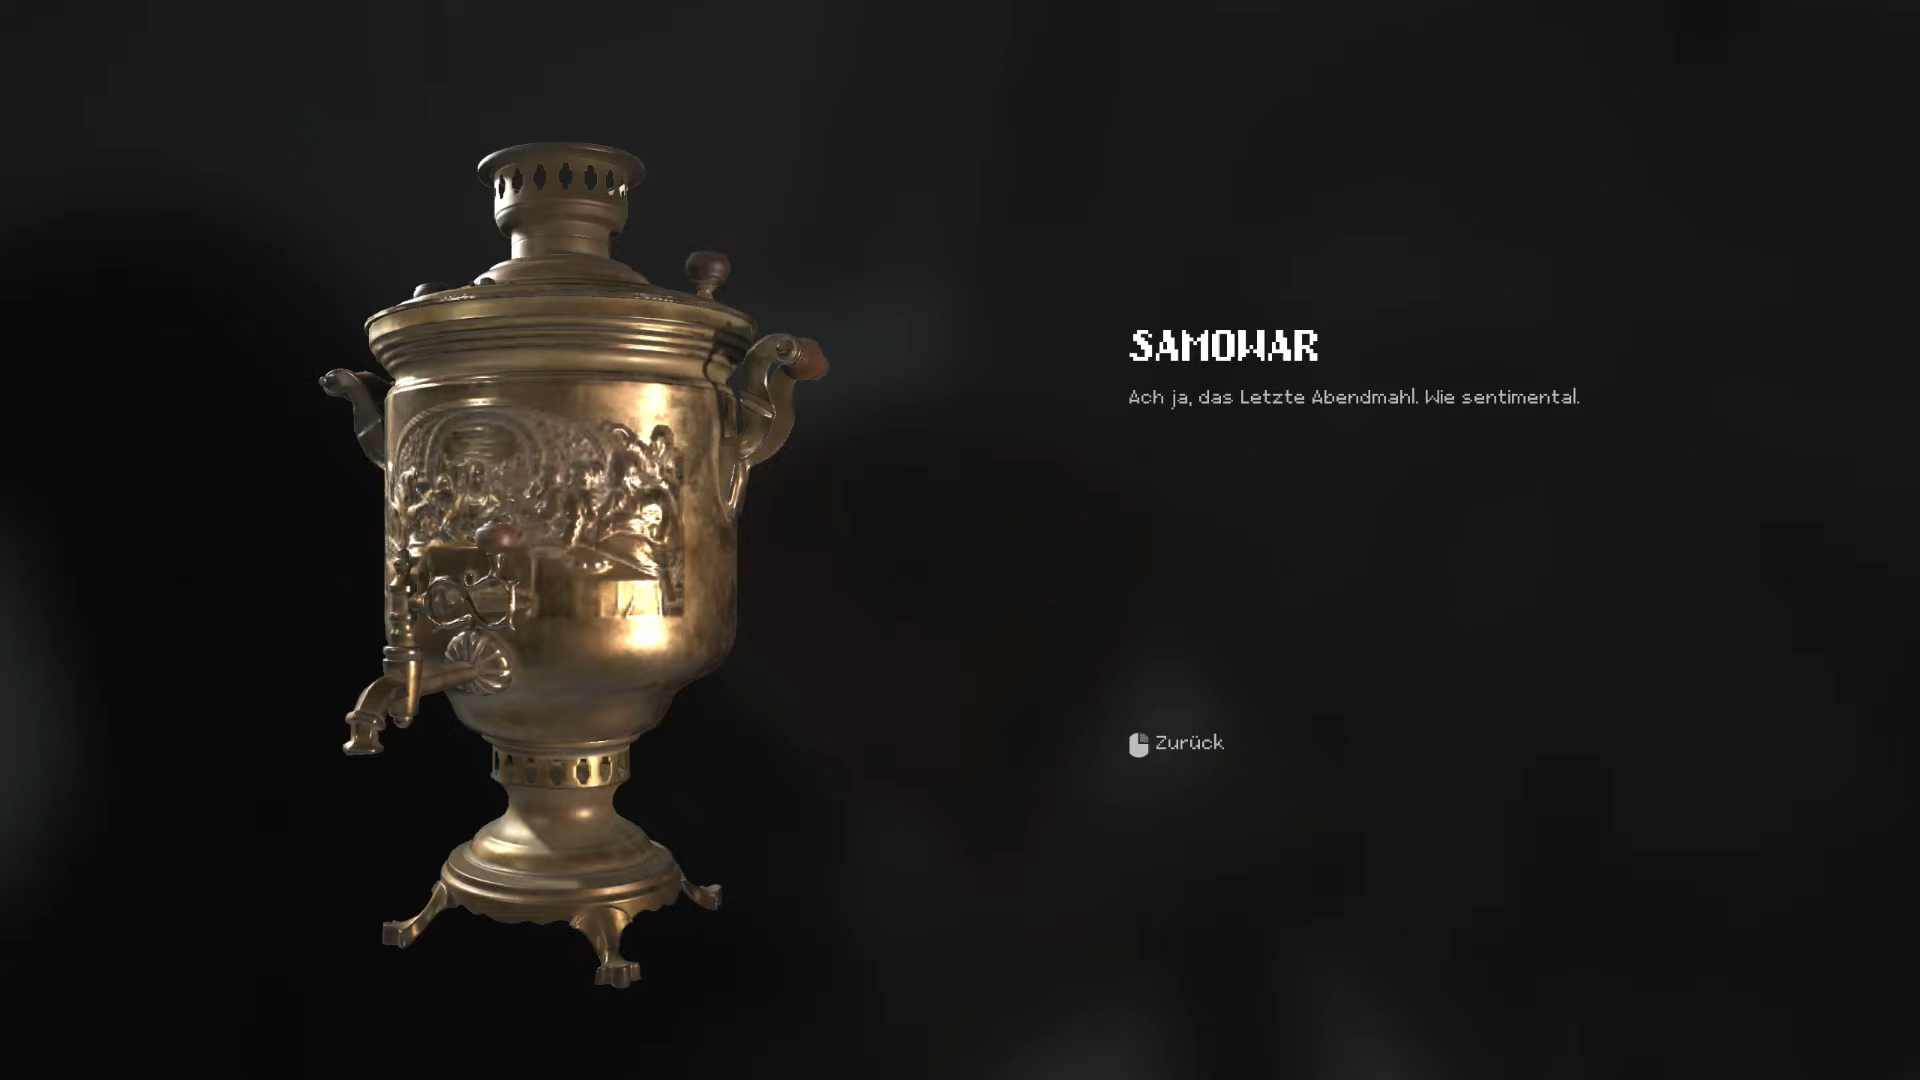 SAMOWAR
Ach ja, das Letzte Abendmahl. Wie sentimental.
Zurück